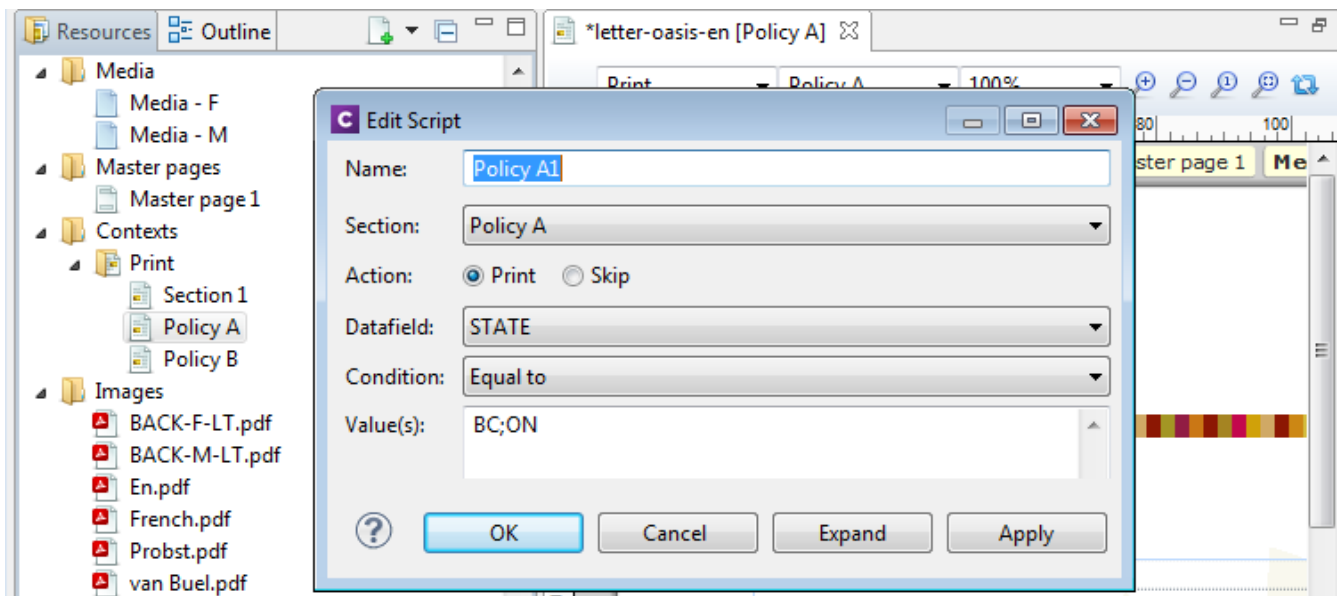 Resources Outline
*letter-oasis-en [Policy A]
Media
Media - F
Media - M
Master pages
Master page 1
Contexts
Print
Section 1
Policy A
Policy B
Images
BACK-F-LT.pdf
BACK-M-LT.pdf
En.pdf
French.pdf
Probst.pdf
van Buel.pdf
Print Policy A 100%
80 100
ster page 1 Me
C Edit Script
Name: Policy A1
Section: Policy A
Action: Print Skip
Datafield: STATE
Condition: Equal to
Value(s): BC;ON
? OK Cancel Expand Apply